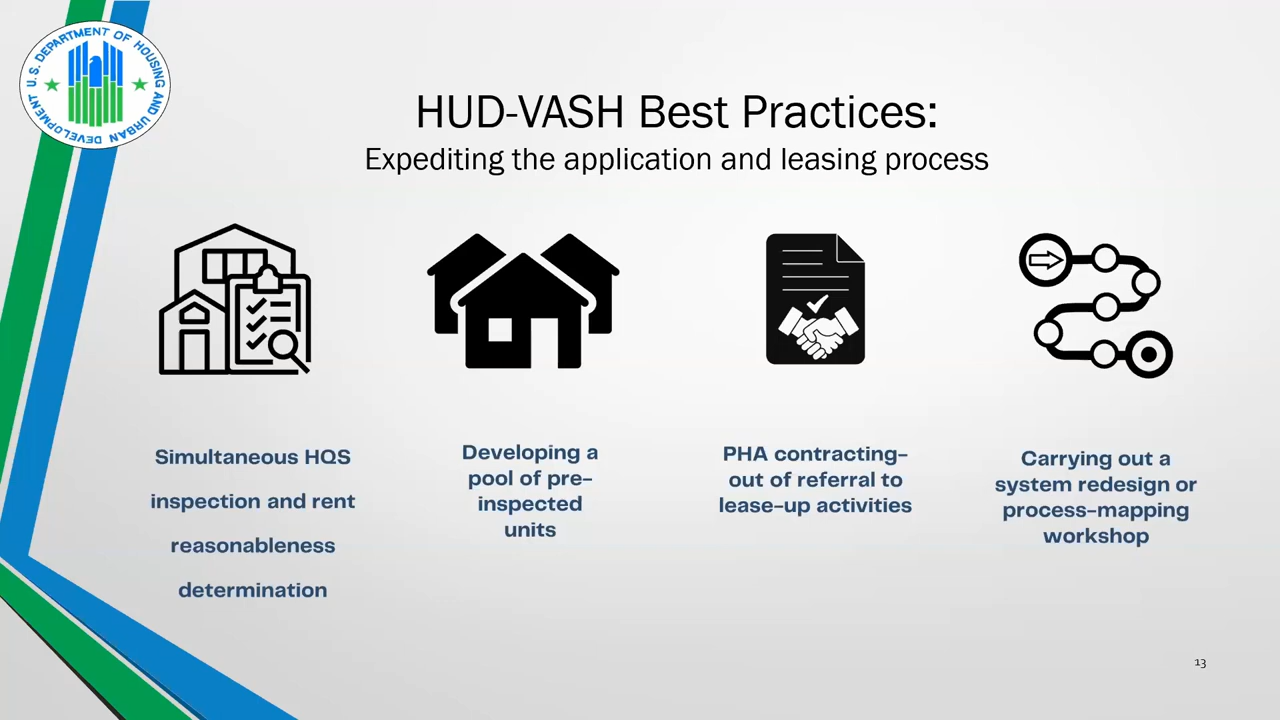 U.S. DEPARTMENT OF HOUSING AND URBAN DEVELOPMENT
HUD-VASH Best Practices:
Expediting the application and leasing process
Simultaneous HQS
inspection and rent
reasonableness
determination
Developing a
pool of pre-
inspected
units
PHA contracting-
out of referral to
lease-up activities
Carrying out a
system redesign or
process-mapping
workshop
13